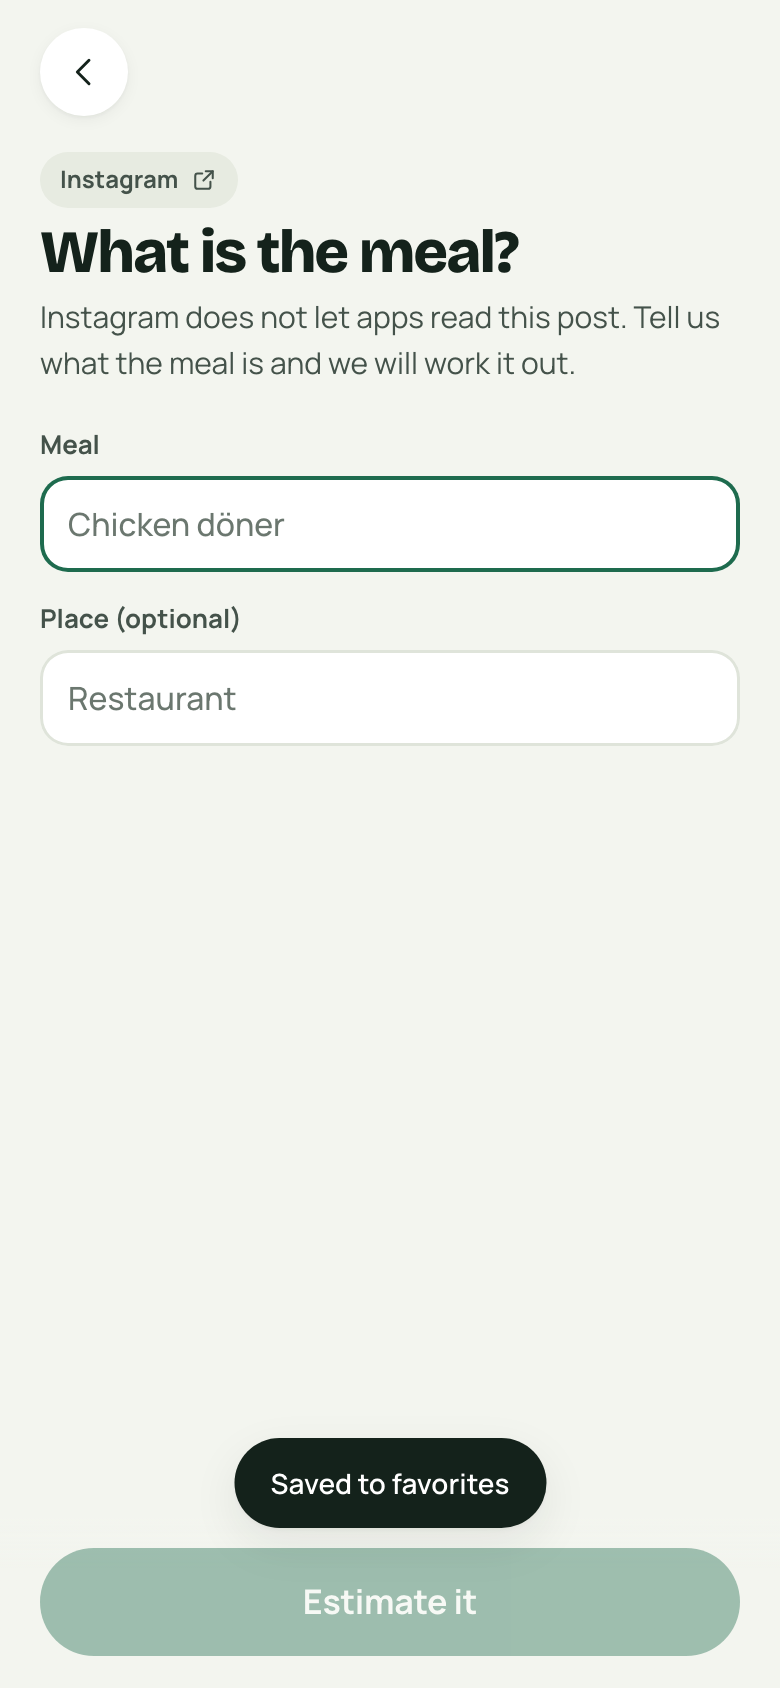 Instagram
What is the meal?
Instagram does not let apps read this post. Tell us
what the meal is and we will work it out.
Meal
Chicken döner
Place (optional)
Restaurant
Saved to favorites
Estimate it